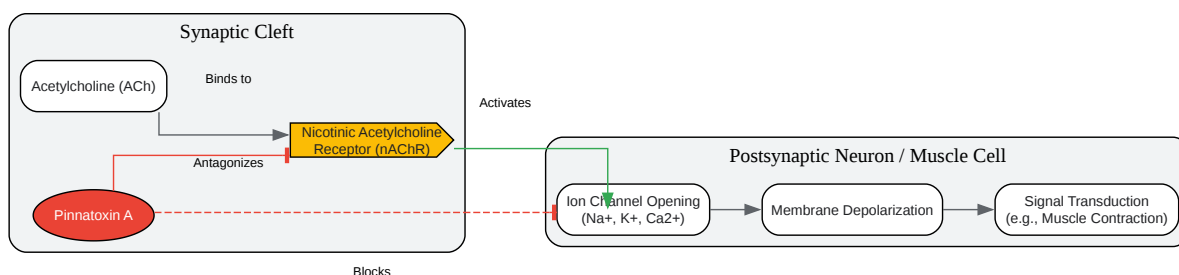 Synaptic Cleft
Acetylcholine (ACh)
Binds to
Activates
Nicotinic Acetylcholine
Receptor (nAChR)
Antagonizes
Pinnatoxin A
Blocks
Postsynaptic Neuron / Muscle Cell
Ion Channel Opening
(Na+, K+, Ca2+)
Membrane Depolarization
Signal Transduction
(e.g., Muscle Contraction)